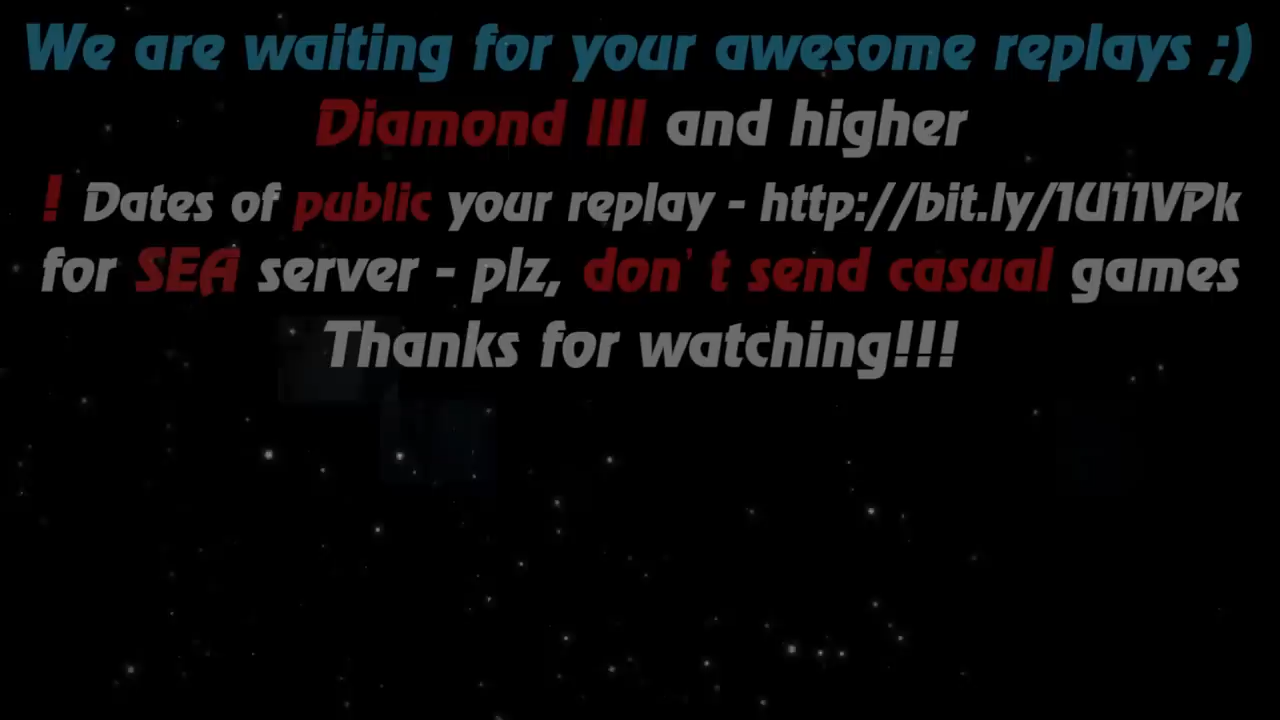 We are waiting for your awesome replays ;)
Diamond III and higher
! Dates of public your replay - http://bit.ly/1U11VPk
for SEA server - plz, don't send casual games
Thanks for watching!!!